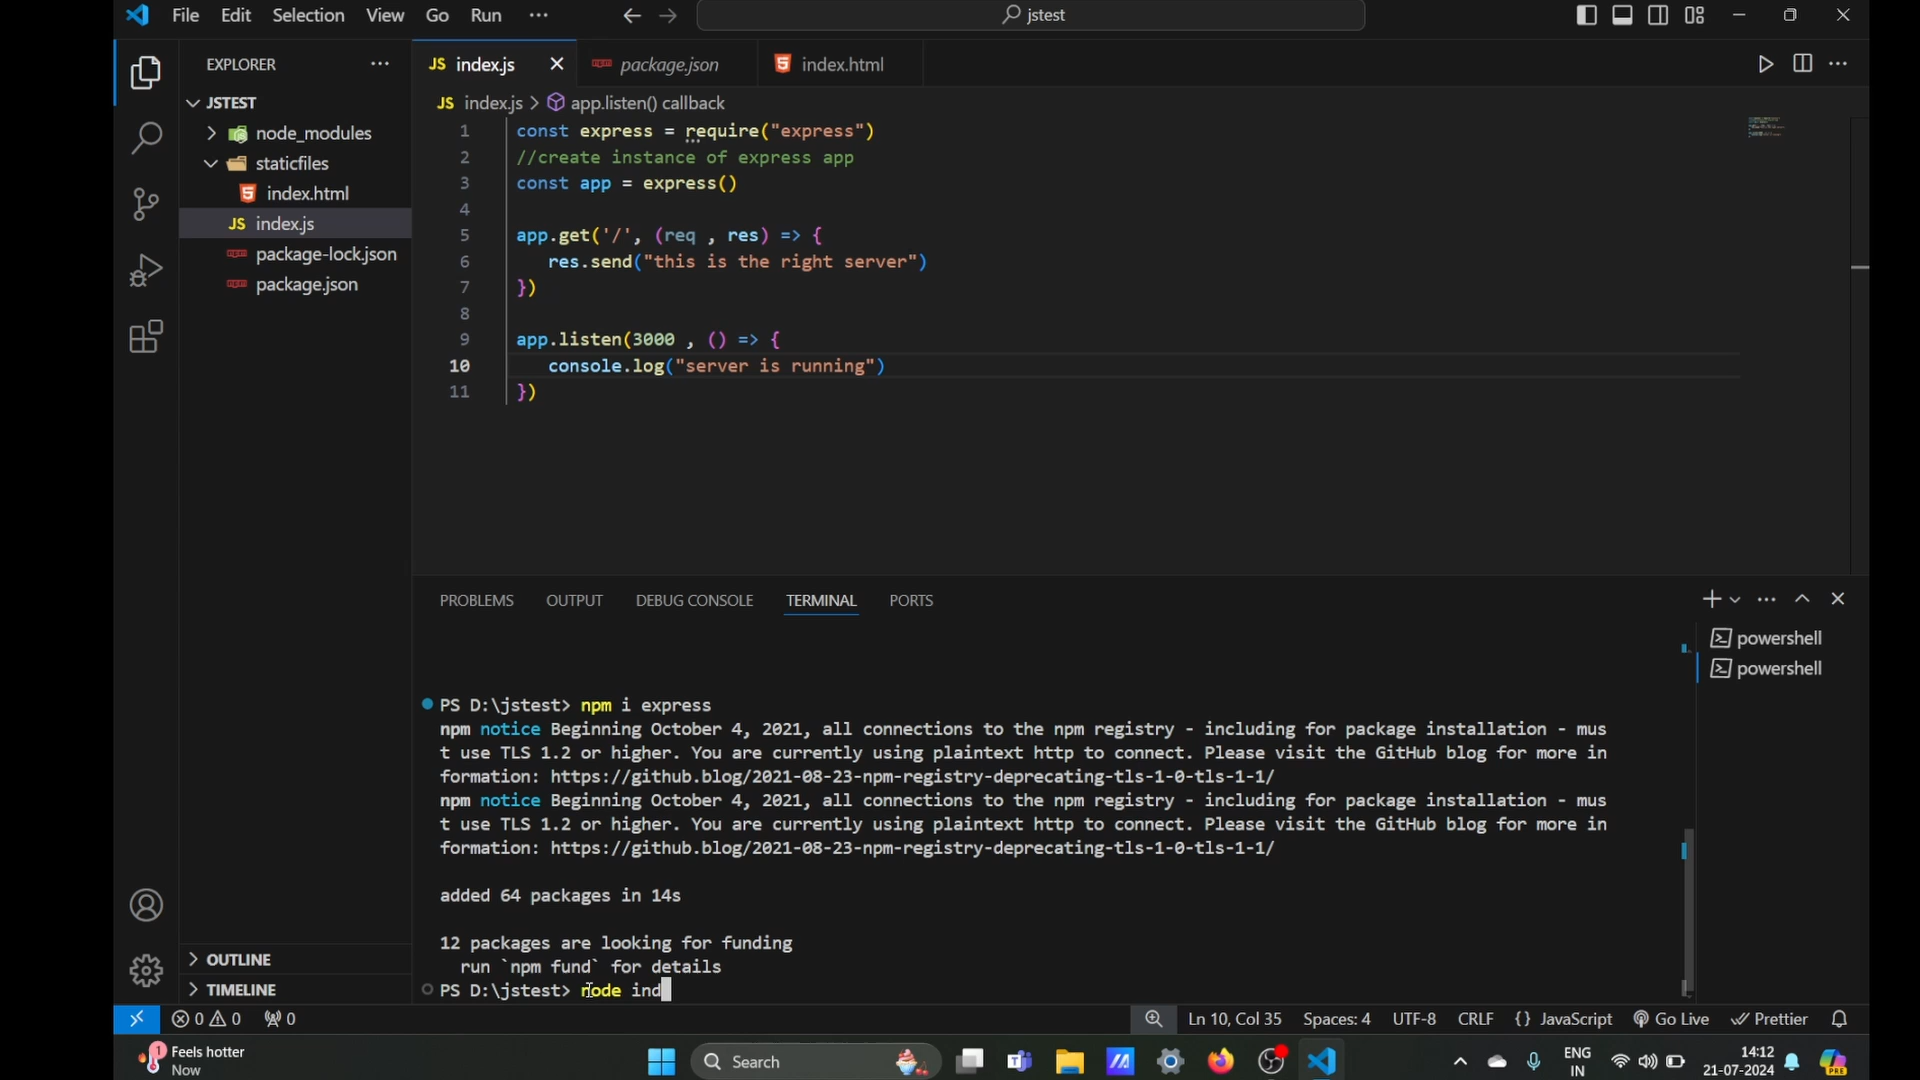 File Edit Selection View Go Run ···
jstest
EXPLORER ···
JS index.js
package.json
index.html
JSTEST
JS index.js > app.listen() callback
node_modules
staticfiles
index.html
JS index.js
package-lock.json
package.json
1 const express = require("express")
2 //create instance of express app
3 const app = express()
4
5 app.get('/', (req , res) => {
6 res.send("this is the right server")
7 })
8
9 app.listen(3000 , () => {
10 console.log("server is running")
11 })
PROBLEMS OUTPUT DEBUG CONSOLE TERMINAL PORTS
powershell
powershell
PS D:\jstest> npm i express
npm notice Beginning October 4, 2021, all connections to the npm registry - including for package installation - mus
t use TLS 1.2 or higher. You are currently using plaintext http to connect. Please visit the GitHub blog for more in
formation: https://github.blog/2021-08-23-npm-registry-deprecating-tls-1-0-tls-1-1/
npm notice Beginning October 4, 2021, all connections to the npm registry - including for package installation - mus
t use TLS 1.2 or higher. You are currently using plaintext http to connect. Please visit the GitHub blog for more in
formation: https://github.blog/2021-08-23-npm-registry-deprecating-tls-1-0-tls-1-1/
added 64 packages in 14s
12 packages are looking for funding
run `npm fund` for details
PS D:\jstest> node ind
OUTLINE
TIMELINE
0 0 0
Ln 10, Col 35 Spaces: 4 UTF-8 CRLF {} JavaScript Go Live Prettier
1
Feels hotter
Now
Search
ENG
IN
14:12
21-07-2024
PRE